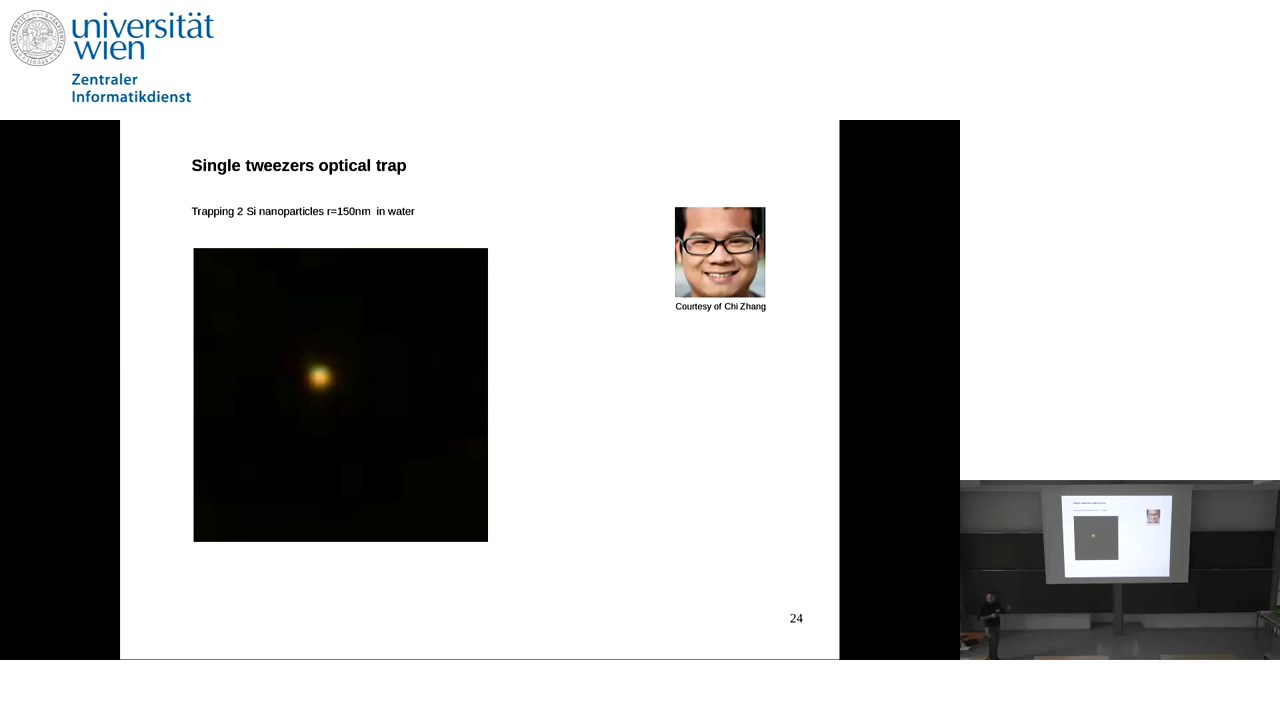 universität
wien
Zentraler
Informatikdienst
Single tweezers optical trap
Trapping 2 Si nanoparticles r=150nm in water
Courtesy of Chi Zhang
24